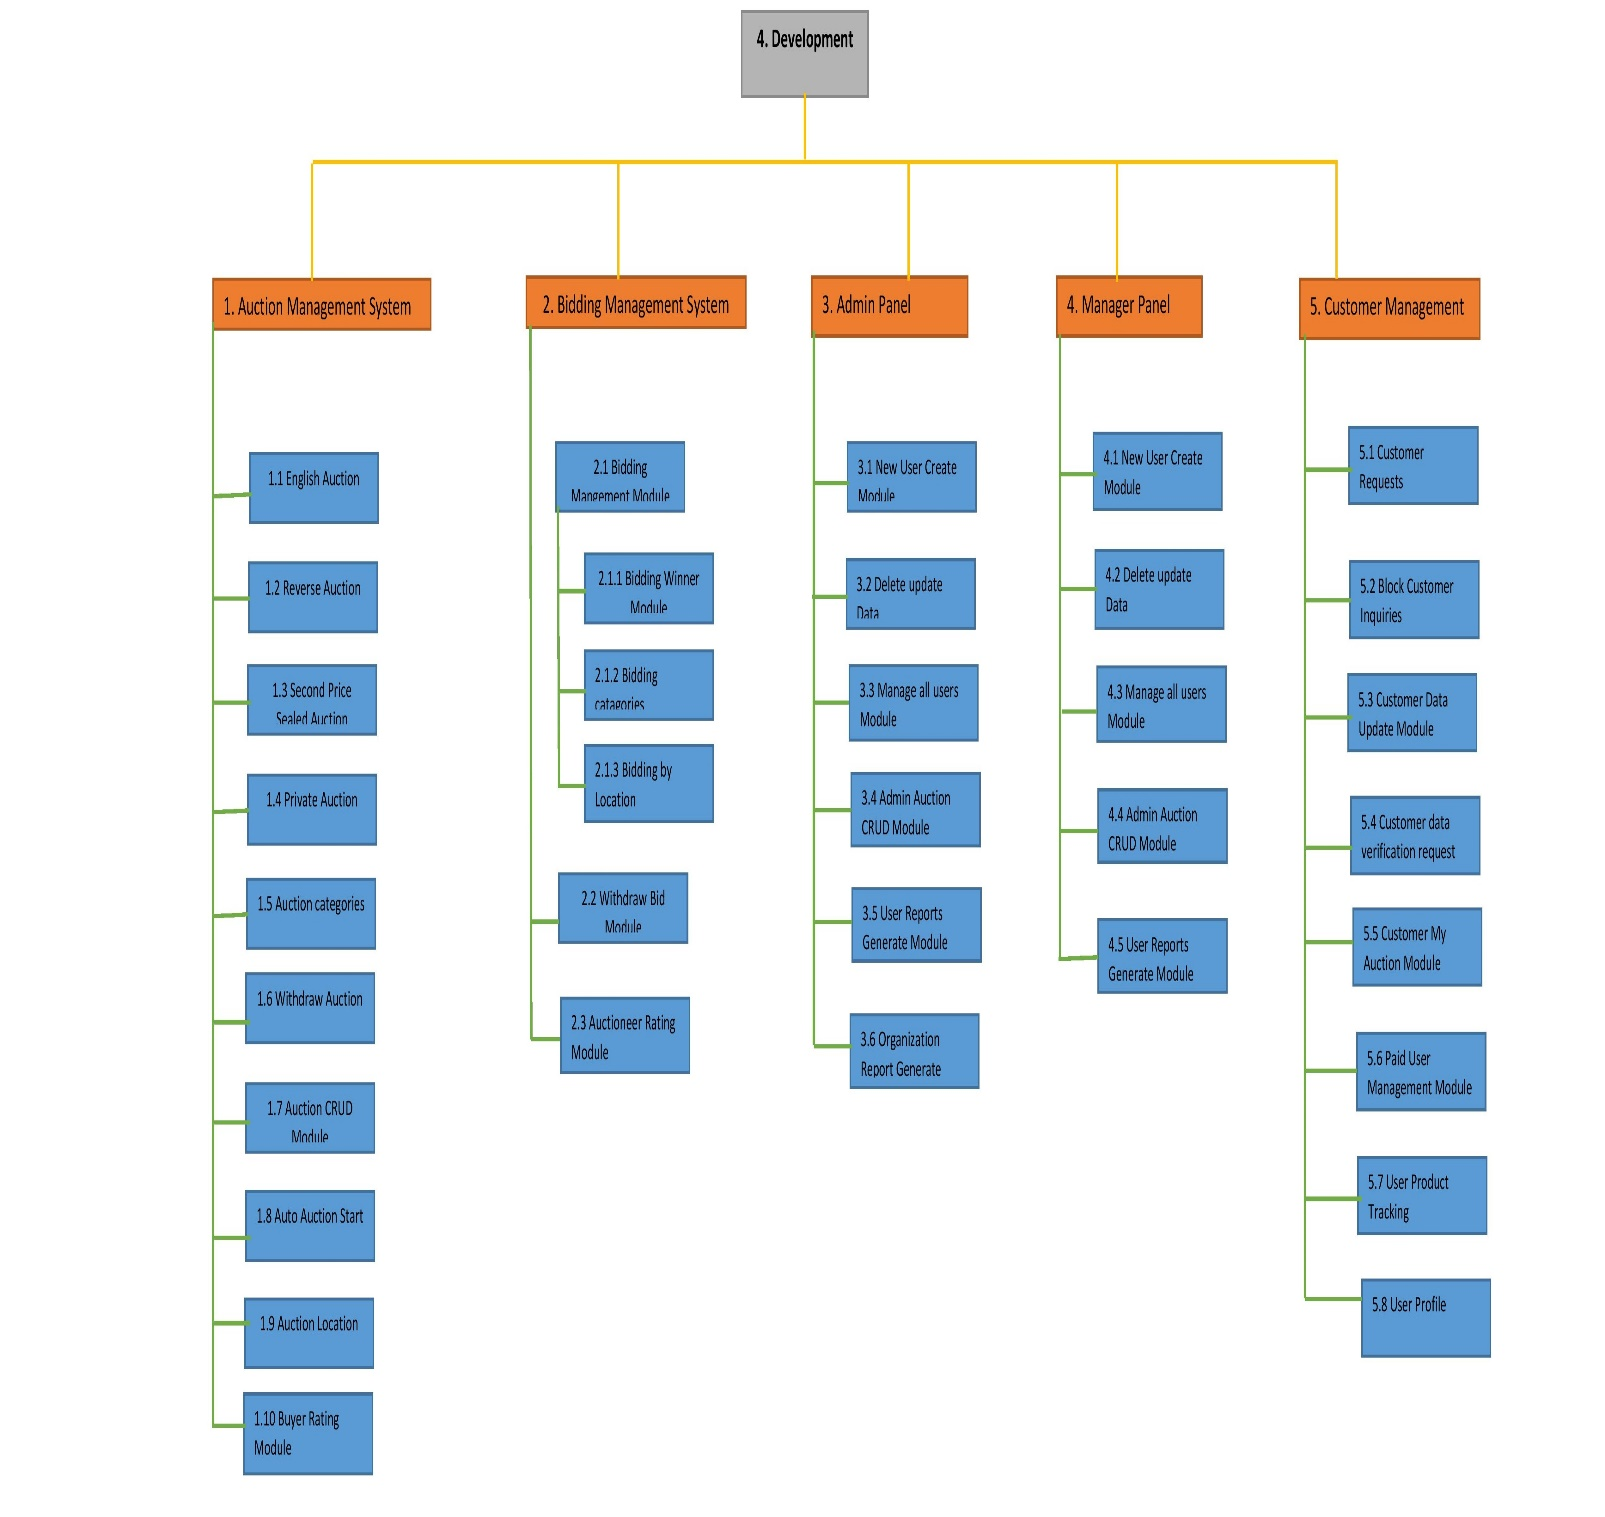 4. Development
1. Auction Management System
2. Bidding Management System
3. Admin Panel
4. Manager Panel
5. Customer Management
1.1 English Auction
1.2 Reverse Auction
1.3 Second Price
Sealed Auction
1.4 Private Auction
1.5 Auction categories
1.6 Withdraw Auction
1.7 Auction CRUD
Module
1.8 Auto Auction Start
1.9 Auction Location
1.10 Buyer Rating
Module
2.1 Bidding
Mangement Module
2.1.1 Bidding Winner
Module
2.1.2 Bidding
catagories
2.1.3 Bidding by
Location
2.2 Withdraw Bid
Module
2.3 Auctioneer Rating
Module
3.1 New User Create
Module
3.2 Delete update
Data
3.3 Manage all users
Module
3.4 Admin Auction
CRUD Module
3.5 User Reports
Generate Module
3.6 Organization
Report Generate
4.1 New User Create
Module
4.2 Delete update
Data
4.3 Manage all users
Module
4.4 Admin Auction
CRUD Module
4.5 User Reports
Generate Module
5.1 Customer
Requests
5.2 Block Customer
Inquiries
5.3 Customer Data
Update Module
5.4 Customer data
verification request
5.5 Customer My
Auction Module
5.6 Paid User
Management Module
5.7 User Product
Tracking
5.8 User Profile